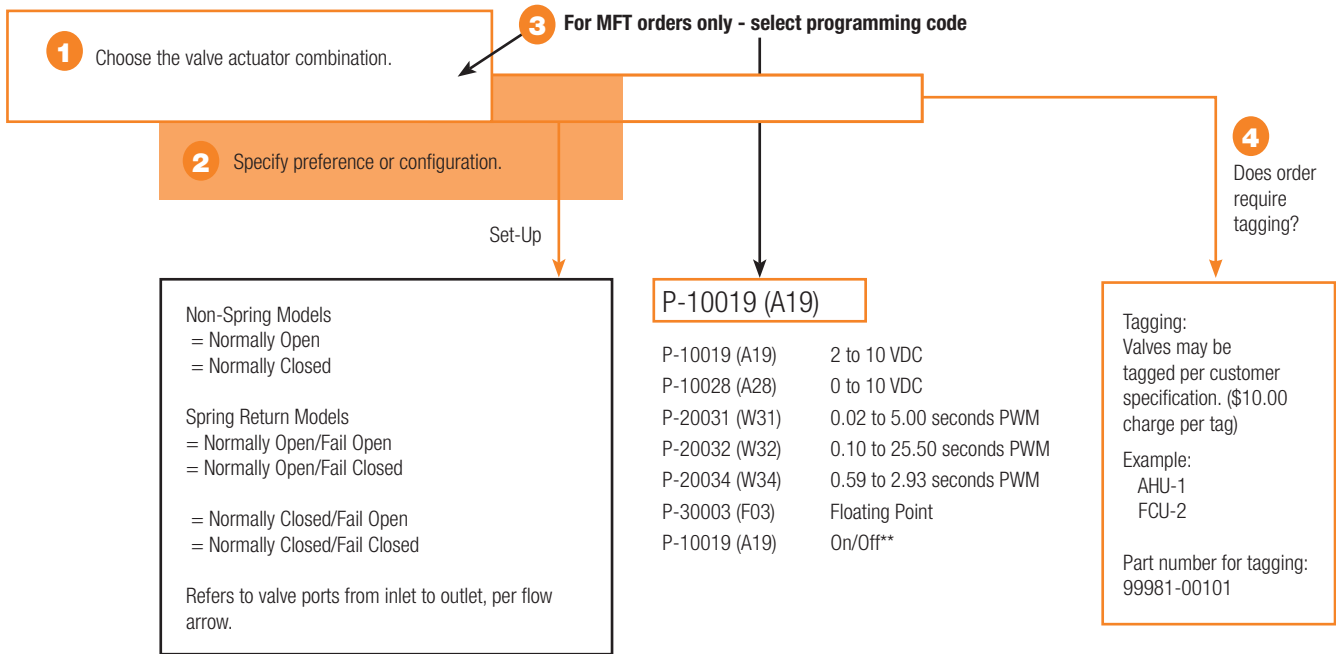 1 Choose the valve actuator combination.
3 For MFT orders only - select programming code
2 Specify preference or configuration.
4
Does order
require
tagging?
Set-Up
Non-Spring Models
= Normally Open
= Normally Closed
Spring Return Models
= Normally Open/Fail Open
= Normally Open/Fail Closed
= Normally Closed/Fail Open
= Normally Closed/Fail Closed
Refers to valve ports from inlet to outlet, per flow
arrow.
P-10019 (A19)
P-10019 (A19) 2 to 10 VDC
P-10028 (A28) 0 to 10 VDC
P-20031 (W31) 0.02 to 5.00 seconds PWM
P-20032 (W32) 0.10 to 25.50 seconds PWM
P-20034 (W34) 0.59 to 2.93 seconds PWM
P-30003 (F03) Floating Point
P-10019 (A19) On/Off**
Tagging:
Valves may be
tagged per customer
specification. ($10.00
charge per tag)
Example:
AHU-1
FCU-2
Part number for tagging:
99981-00101